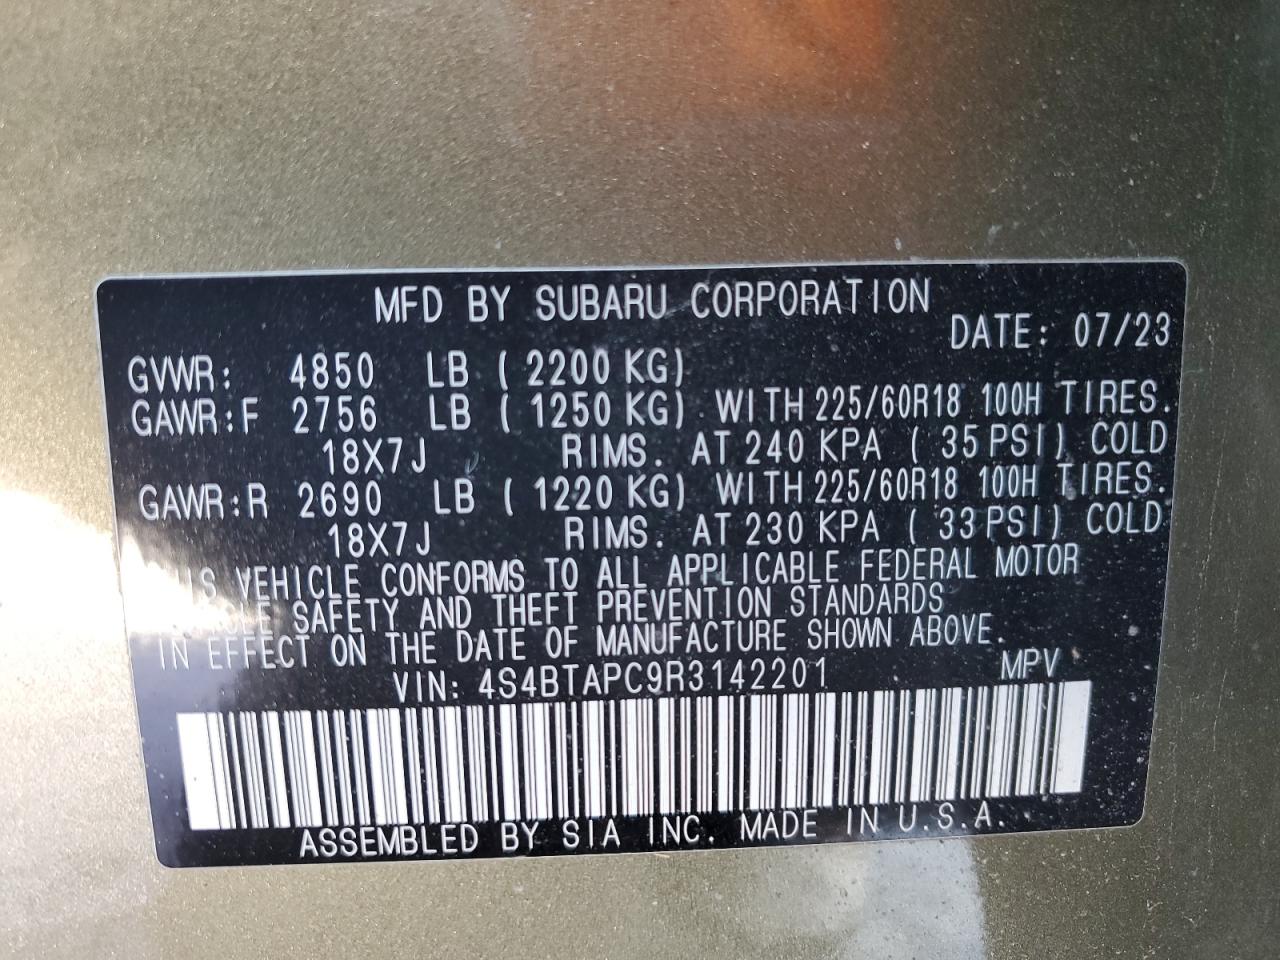 MFD BY SUBARU CORPORATION
DATE: 07/23
GVWR: 4850 LB ( 2200 KG)
GAWR:F 2756 LB ( 1250 KG) WITH 225/60R18 100H TIRES.
18X7J RIMS. AT 240 KPA ( 35 PSI) COLD
GAWR:R 2690 LB ( 1220 KG) WITH 225/60R18 100H TIRES.
18X7J RIMS. AT 230 KPA ( 33 PSI) COLD
VEHICLE CONFORMS TO ALL APPLICABLE FEDERAL MOTOR
SAFETY AND THEFT PREVENTION STANDARDS
IN EFFECT ON THE DATE OF MANUFACTURE SHOWN ABOVE.
VIN: 4S4BTAPC9R3142201 MPV
ASSEMBLED BY SIA INC. MADE IN U.S.A.